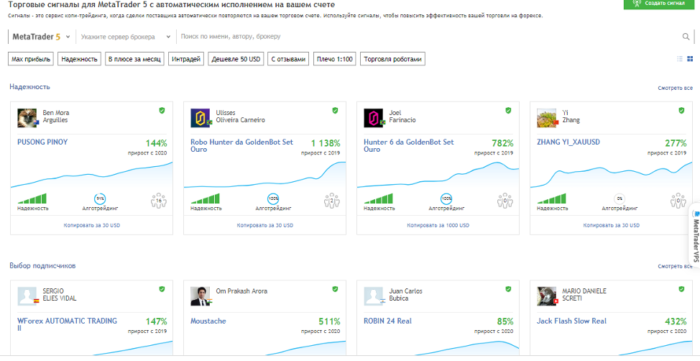 Торговые сигналы для MetaTrader 5 с автоматическим исполнением на вашем счете
Создать сигнал
Сигналы - это сервис копи-трейдинга, когда сделки поставщика автоматически повторяются на вашем торговом счете. Используйте сигналы, чтобы повысить эффективность вашей торговли на форексе.
MetaTrader 5
Укажите сервер брокера
Поиск по имени, автору, брокеру
Мах прибыль
Надежность
В плюсе за месяц
Интрадей
Дешевле 50 USD
С отзывами
Плечо 1:100
Торговля роботами
Надежность
Смотреть все
Ben Mora
Arguilles
PUSONG PINOY
144%
прирост с 2020
Надежность
Алготрейдинг
Копировать за 30 USD
Ulisses
Oliveira Carneiro
Robo Hunter da GoldenBot Set
Ouro
1 138%
прирост с 2019
Надежность
100%
Алготрейдинг
Копировать за 30 USD
Joel
Farinacio
Hunter 6 da GoldBot Set
Ouro
782%
прирост с 2019
Надежность
100%
Алготрейдинг
Копировать за 1000 USD
Yi
Zhang
ZHANG YI_XAUUSD
277%
прирост с 2019
Надежность
0%
Алготрейдинг
Копировать за 30 USD
MetaTrader VPS
Выбор подписчиков
Смотреть все
SERGIO
ELIES VIDAL
WForex AUTOMATIC TRADING
II
147%
прирост с 2019
Om Prakash Arora
Moustache
511%
прирост с 2020
Juan Carlos
Bubica
ROBIN 24 Real
85%
прирост с 2020
MARIO DANIELE
SCRETI
Jack Flash Slow Real
432%
прирост с 2019